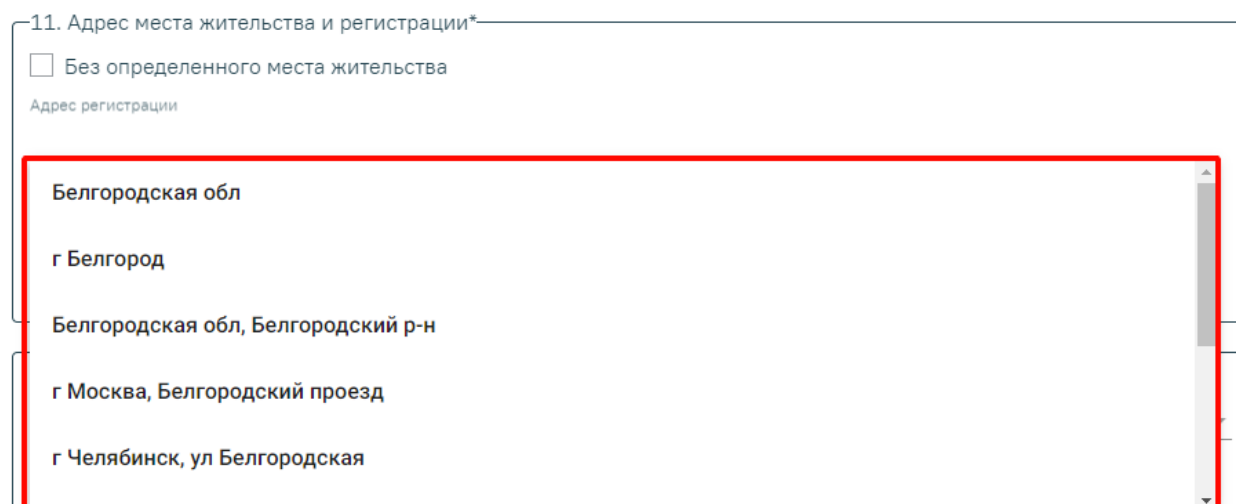 11. Адрес места жительства и регистрации*
Без определенного места жительства
Адрес регистрации
Белгородская обл
г Белгород
Белгородская обл, Белгородский р-н
г Москва, Белгородский проезд
г Челябинск, ул Белгородская